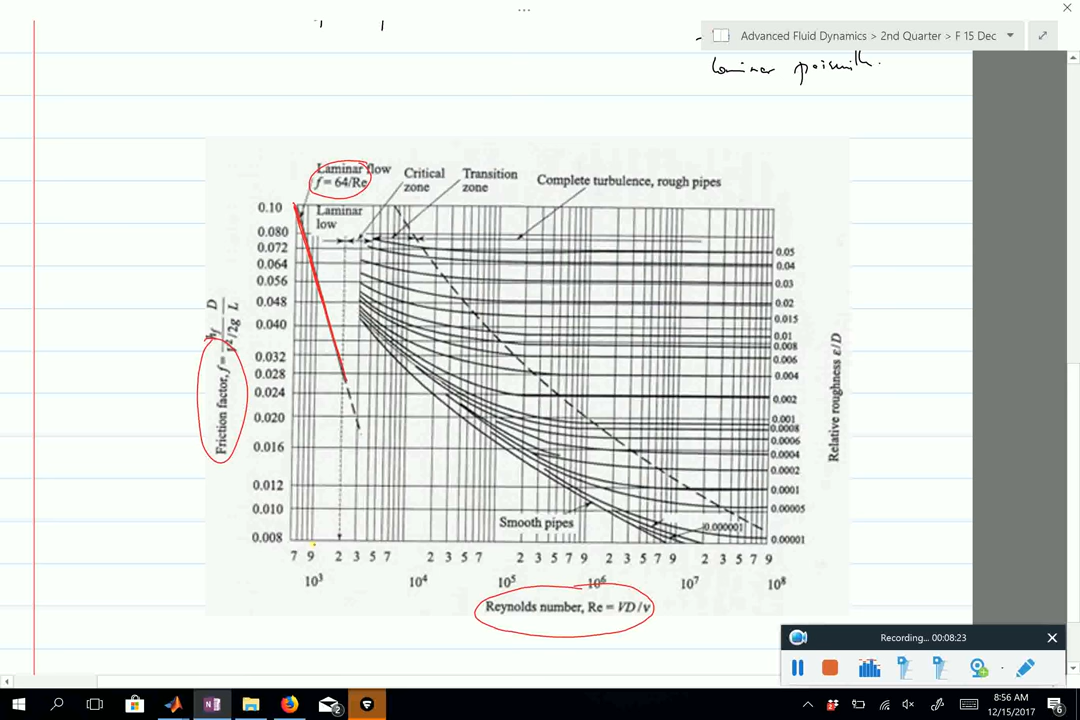 Advanced Fluid Dynamics > 2nd Quarter > F 15 Dec
laminar
Laminar flow
f = 64/Re
Critical
zone
Transition
zone
Complete turbulence, rough pipes
Laminar
low
0.10
0.080
0.072
0.064
0.056
0.048
0.040
0.032
0.028
0.024
0.020
0.016
0.012
0.010
0.008
Friction factor, f = hf / V²/2g D / L
0.05
0.04
0.03
0.02
0.015
0.01
0.008
0.006
0.004
0.002
0.001
0.0008
0.0006
0.0004
0.0002
0.0001
0.00005
0.00001
Relative roughness ε/D
Smooth pipes
0.000001
7 9 2 3 5 7 2 3 5 7 2 3 5 7 9 2 3 5 7 9 2 3 5 7 9
10³ 10⁴ 10⁵ 10⁶ 10⁷ 10⁸
Reynolds number, Re = VD/ν
Recording... 00:08:23
2
8:56 AM
12/15/2017
6